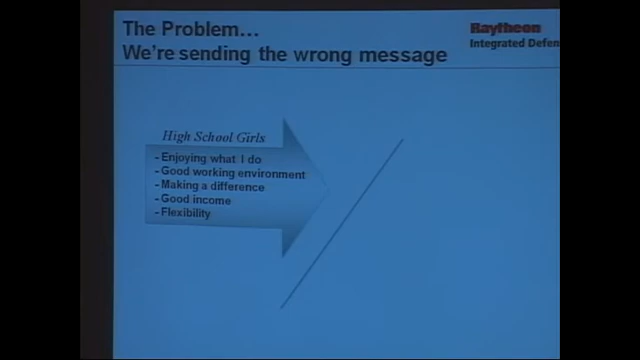 The Problem…
We're sending the wrong message
Raytheon
Integrated Defen
High School Girls
- Enjoying what I do
- Good working environment
- Making a difference
- Good income
- Flexibility